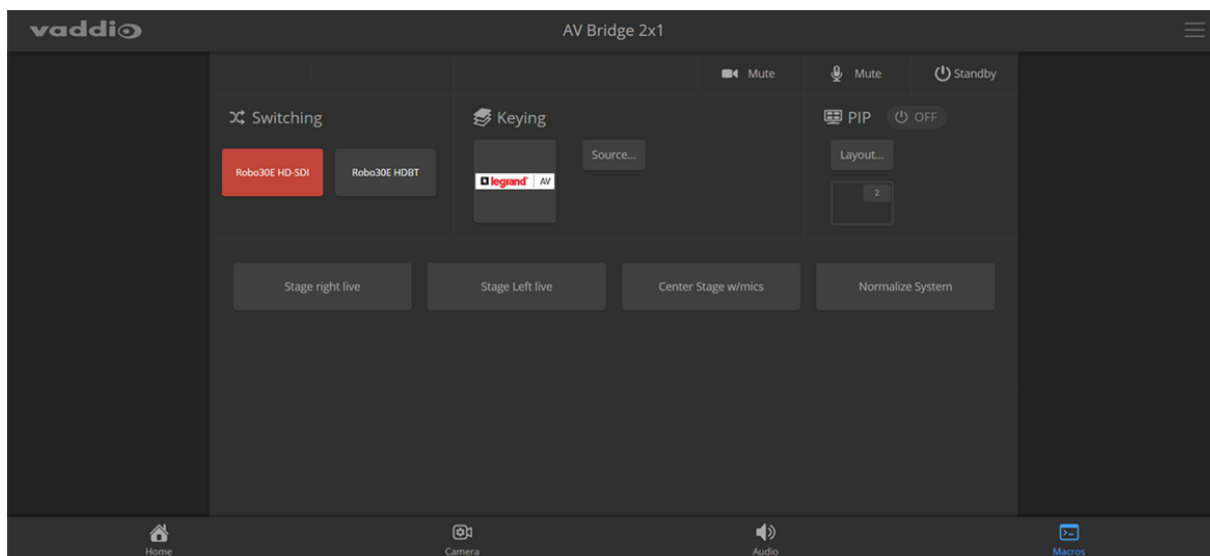 vaddio
AV Bridge 2x1
Mute
Mute
Standby
Switching
Keying
PIP
OFF
Robo30E HD-SDI
Robo30E HDBT
legrand AV
Source...
Layout...
2
Stage right live
Stage Left live
Center Stage w/mics
Normalize System
Home
Camera
Audio
Macros